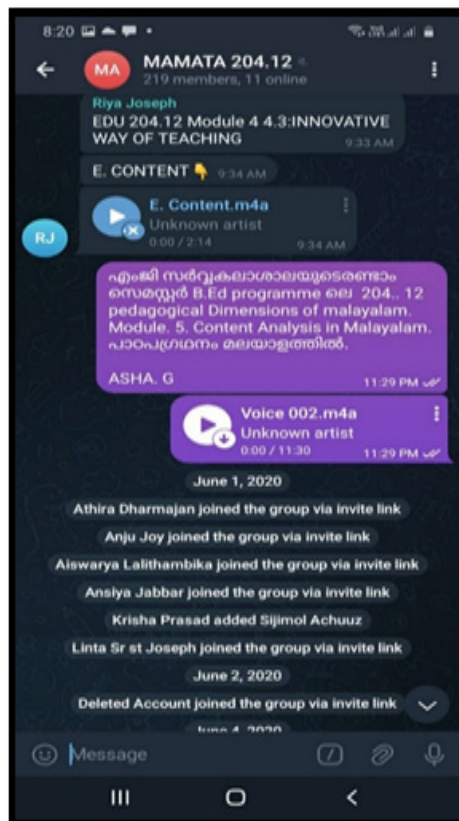 8:20
MA
MAMATA 204.12
219 members, 11 online
Riya Joseph
EDU 204.12 Module 4 4.3:INNOVATIVE
WAY OF TEACHING
9:33 AM
E. CONTENT👇 9:34 AM
E. Content.m4a
Unknown artist
0:00 / 2:14
9:34 AM
RJ
എംജി സർവ്വകലാശാലയുടെരണ്ടാം
സെമസ്റ്റർ B.Ed programme ലെ 204.. 12
pedagogical Dimensions of malayalam.
Module. 5. Content Analysis in Malayalam.
പാഠപഗ്രഥനം മലയാളത്തിൽ.
ASHA. G
11:29 PM
Voice 002.m4a
Unknown artist
0:00 / 11:30
11:29 PM
June 1, 2020
Athira Dharmajan joined the group via invite link
Anju Joy joined the group via invite link
Aiswarya Lalithambika joined the group via invite link
Ansiya Jabbar joined the group via invite link
Krisha Prasad added Sijimol Achuuz
Linta Sr st Joseph joined the group via invite link
June 2, 2020
Deleted Account joined the group via invite link
June 4, 2020
Message